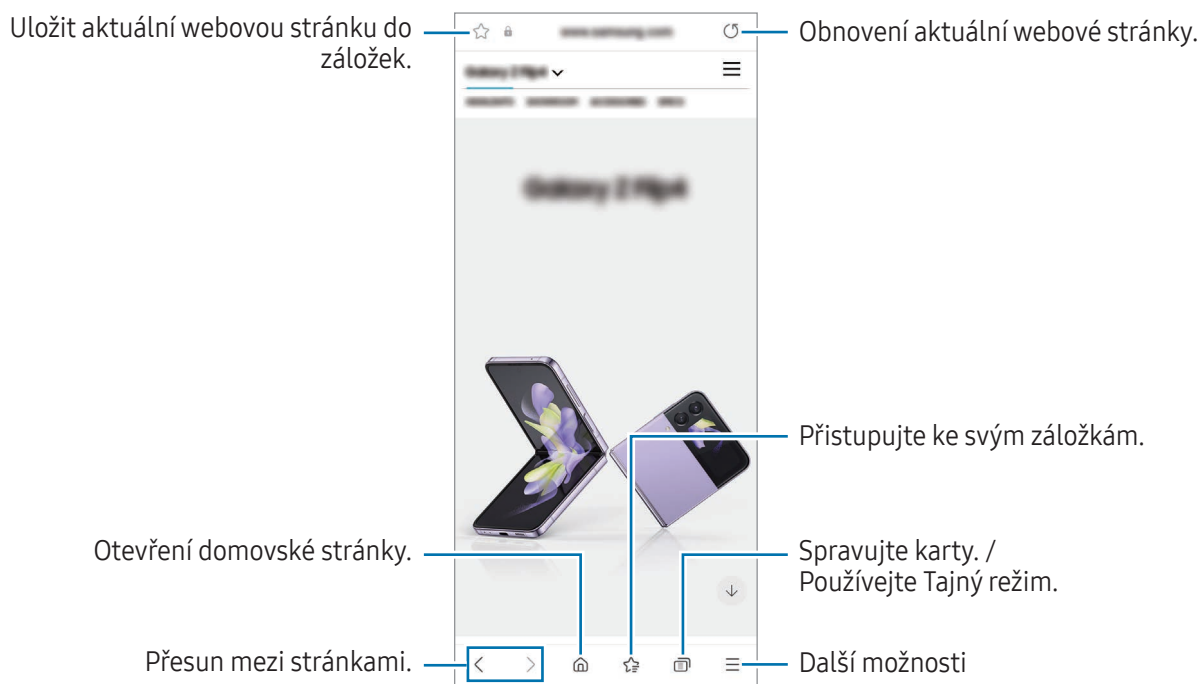 Uložit aktuální webovou stránku do
záložek.
Obnovení aktuální webové stránky.
Přistupujte ke svým záložkám.
Otevření domovské stránky.
Spravujte karty. /
Používejte Tajný režim.
Přesun mezi stránkami.
Další možnosti